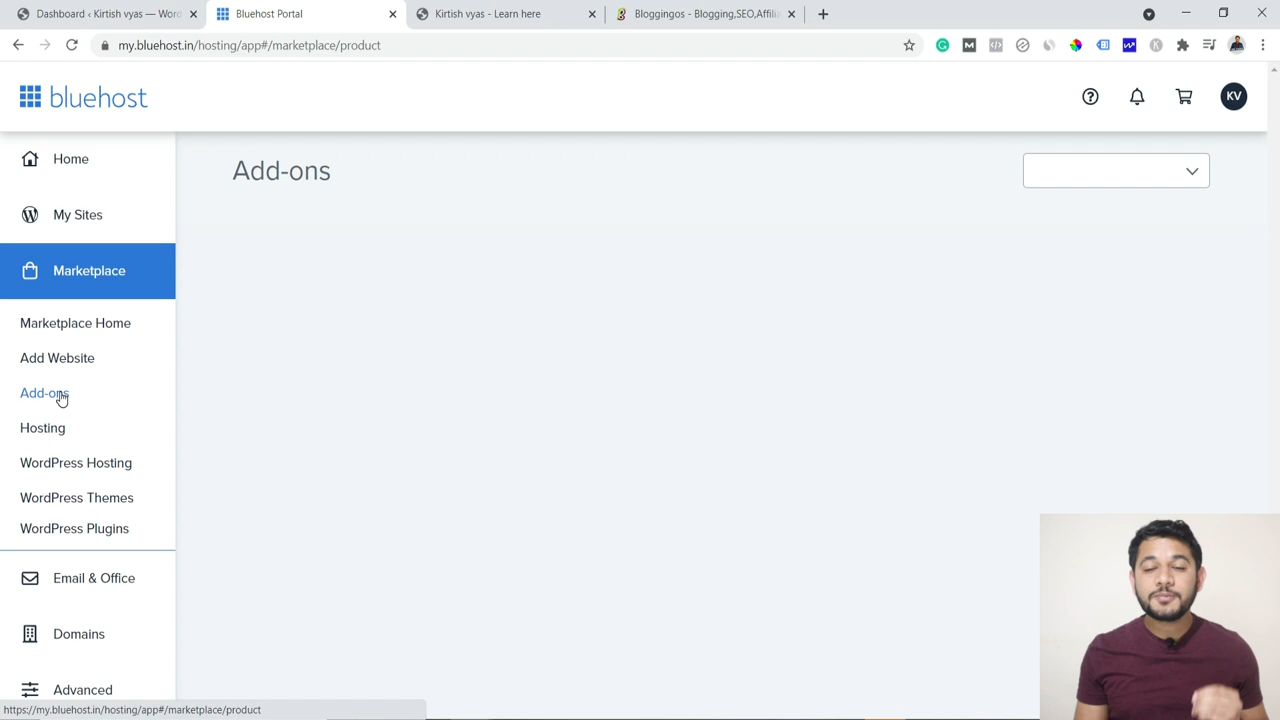 Dashboard ‹ Kirtish vyas — Word
Bluehost Portal
Kirtish vyas - Learn here
Bloggingos - Blogging,SEO,Affilia
my.bluehost.in/hosting/app#/marketplace/product
bluehost
KV
Home
Add-ons
My Sites
Marketplace
Marketplace Home
Add Website
Add-ons
Hosting
WordPress Hosting
WordPress Themes
WordPress Plugins
Email & Office
Domains
Advanced
https://my.bluehost.in/hosting/app#/marketplace/product